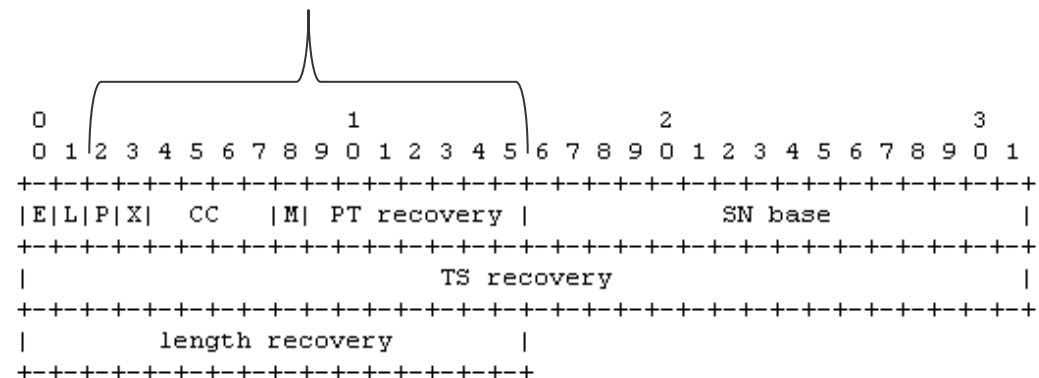 0                   1                   2                   3
 0 1 2 3 4 5 6 7 8 9 0 1 2 3 4 5 6 7 8 9 0 1 2 3 4 5 6 7 8 9 0 1
+-+-+-+-+-+-+-+-+-+-+-+-+-+-+-+-+-+-+-+-+-+-+-+-+-+-+-+-+-+-+-+-+
|E|L|P|X|  CC   |M| PT recovery |            SN base            |
+-+-+-+-+-+-+-+-+-+-+-+-+-+-+-+-+-+-+-+-+-+-+-+-+-+-+-+-+-+-+-+-+
|                          TS recovery                          |
+-+-+-+-+-+-+-+-+-+-+-+-+-+-+-+-+-+-+-+-+-+-+-+-+-+-+-+-+-+-+-+-+
|        length recovery        |
+-+-+-+-+-+-+-+-+-+-+-+-+-+-+-+-+